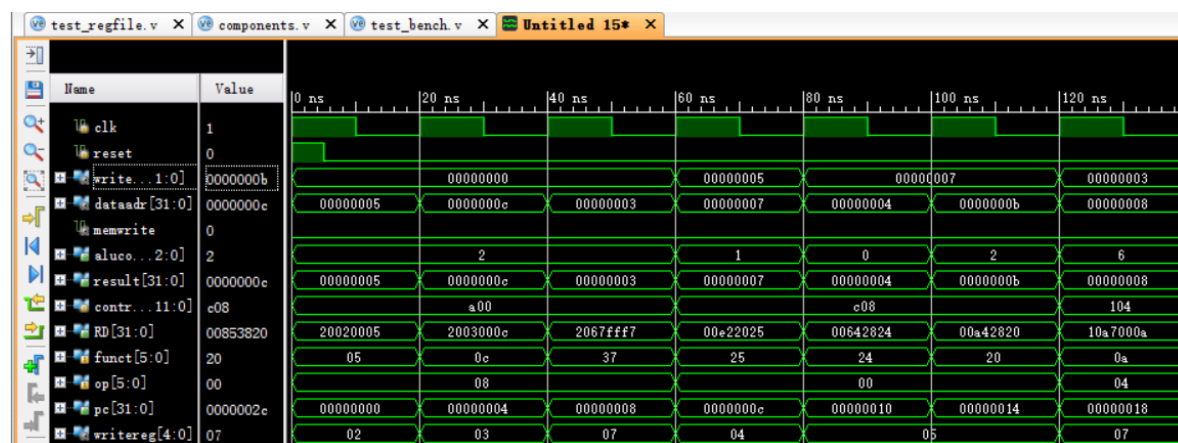 test_regfile.v X components.v X test_bench.v X Untitled 15* X
Name Value 0 ns 20 ns 40 ns 60 ns 80 ns 100 ns 120 ns
clk 1
reset 0
write...1:0] 0000000b 00000000 00000005 00000007 00000003
dataadr[31:0] 0000000c 00000005 0000000c 00000003 00000007 00000004 0000000b 00000008
memwrite 0
aluco...2:0] 2 2 1 0 2 6
result[31:0] 0000000c 00000005 0000000c 00000003 00000007 00000004 0000000b 00000008
contr...11:0] c08 a00 c08 104
RD[31:0] 00853820 20020005 2003000c 2067fff7 00e22025 00642824 00a42820 10a7000a
funct[5:0] 20 05 0c 37 25 24 20 0a
op[5:0] 00 08 00 04
pc[31:0] 0000002c 00000000 00000004 00000008 0000000c 00000010 00000014 00000018
writereg[4:0] 07 02 03 07 04 05 07